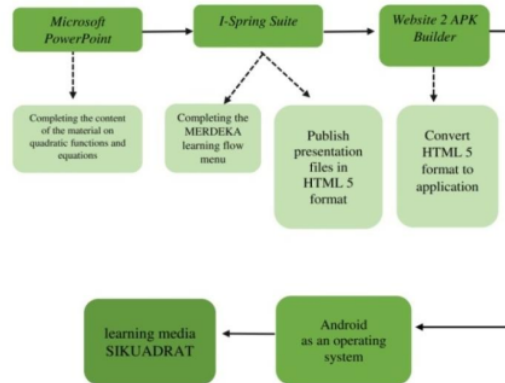 Microsoft
PowerPoint
I-Spring Suite
Website 2 APK
Builder
Completing the content
of the material on
quadratic functions and
equations
Completing the
MERDEKA
learning flow
menu
Publish
presentation
files in
HTML 5
format
Convert
HTML 5
format to
application
learning media
SIKUADRAT
Android
as an operating
system